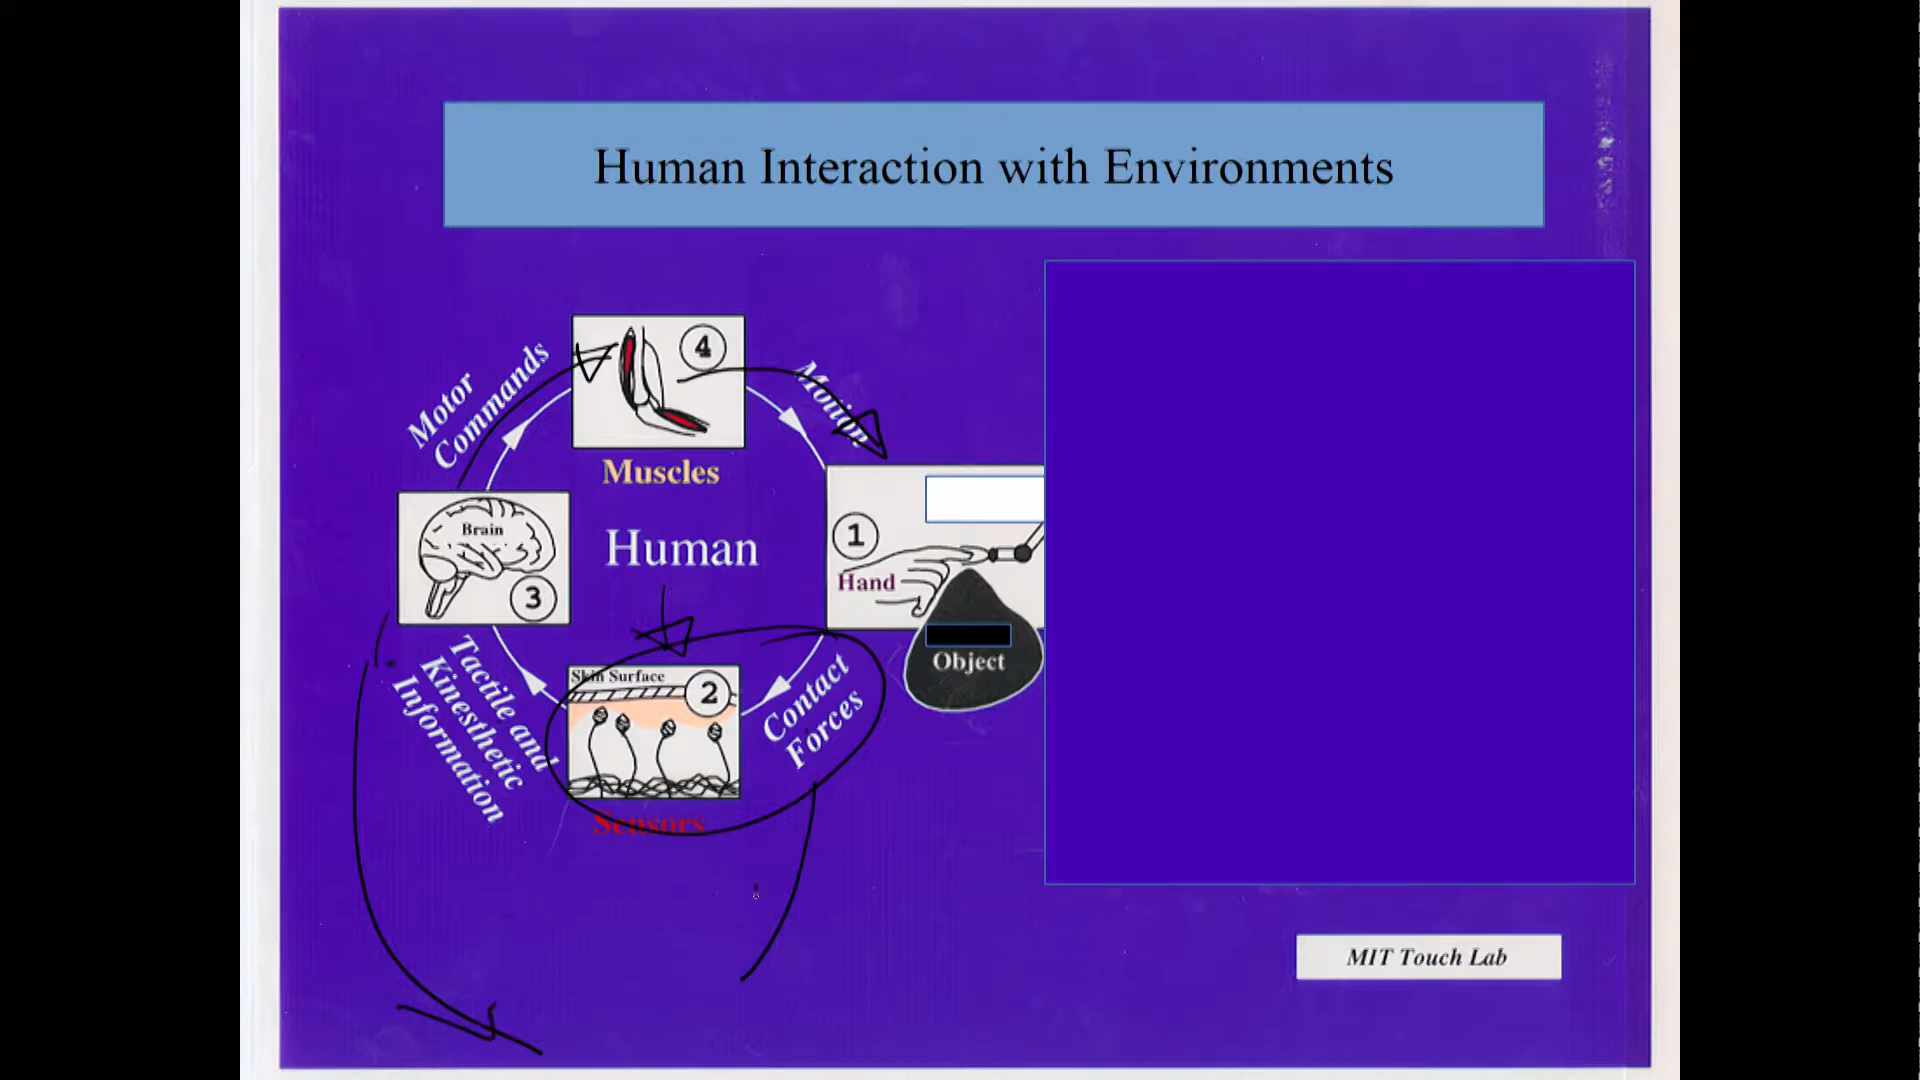 Human Interaction with Environments
4
Motor
Commands
Motion
Muscles
Brain
3
Human
1
Hand
Object
Skin Surface
2
Contact
Forces
Tactile and
Kinesthetic
Information
Sensors
MIT Touch Lab